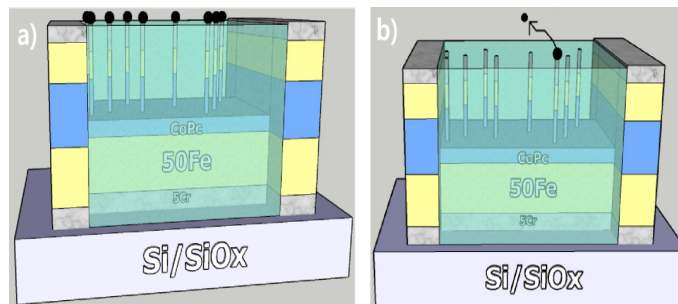 a)
CoPc
50Fe
5Cr
Si/SiOx
b)
CoPc
50Fe
5Cr
Si/SiOx